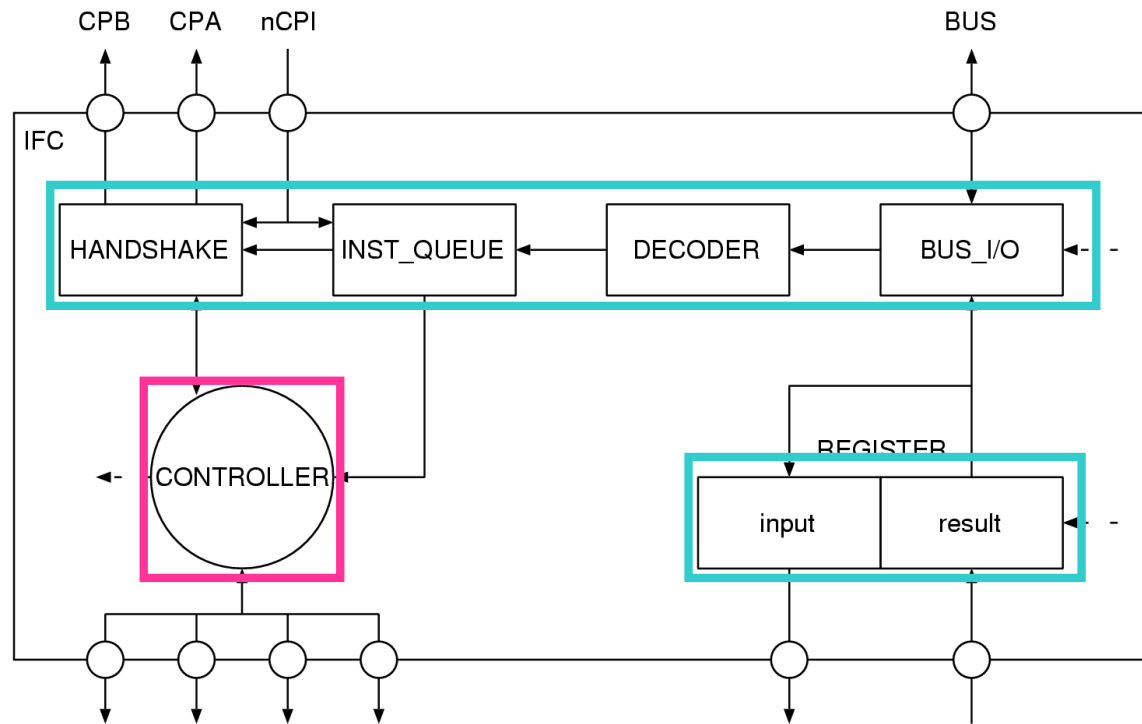 CPB CPA nCPI BUS
IFC
HANDSHAKE INST_QUEUE DECODER BUS_I/O
REGISTER
CONTROLLER
input result